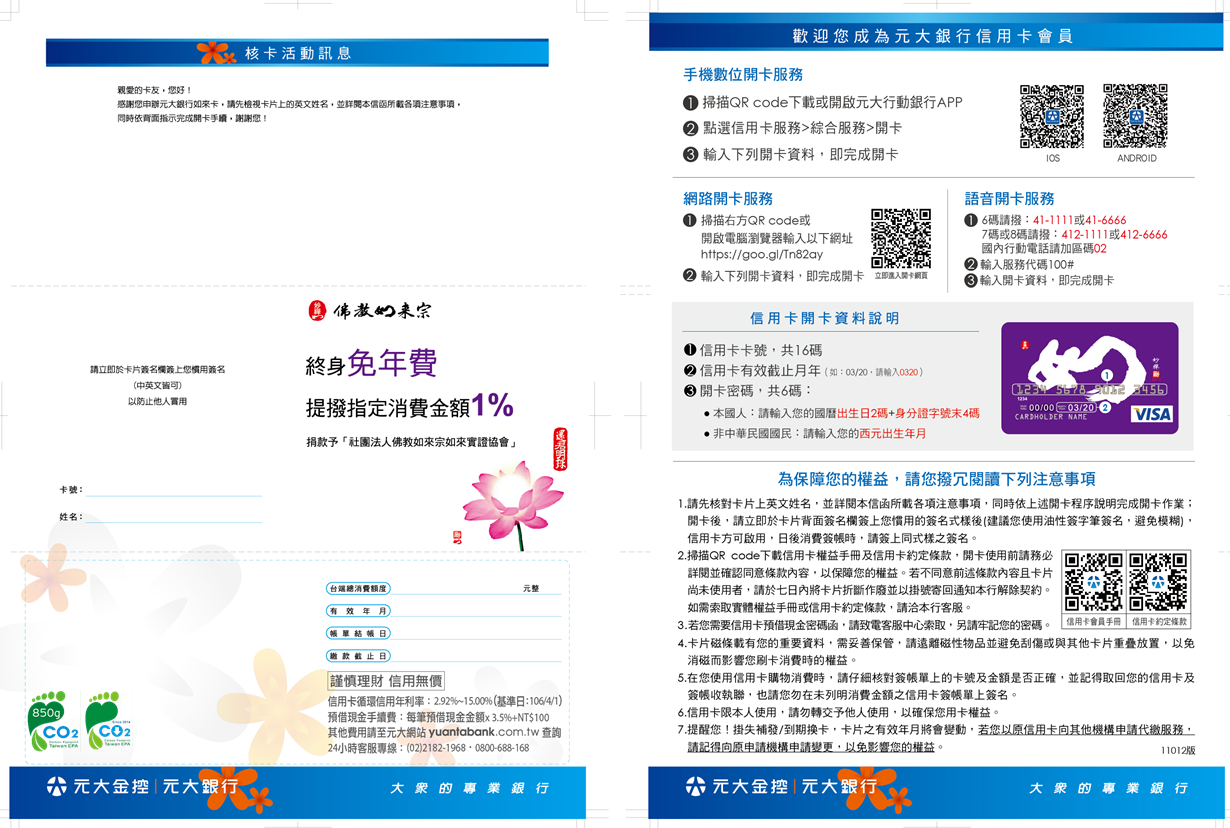 核卡活動訊息
親愛的卡友，您好！
感謝您申辦元大銀行如來卡，請先檢視卡片上的英文姓名，並詳閱本信函所載各項注意事項，
同時依背面指示完成開卡手續，謝謝您！
佛教如来宗
請立即於卡片簽名欄簽上您慣用簽名
（中英文皆可）
以防止他人冒用
終身免年費
提撥指定消費金額1%
捐款予「社團法人佛教如來宗如來實證協會」
還君明珠
卡號：
姓名：
台端總消費額度
元整
有效年月
帳單結帳日
繳款截止日
謹慎理財 信用無價
信用卡循環信用年利率：2.92%~15.00%（基準日:106/4/1）
預借現金手續費：每筆預借現金金額x 3.5%+NT$100
其他費用請至元大網站 yuantabank.com.tw 查詢
24小時客服專線：(02)2182-1968，0800-688-168
850g
CO2
Carbon Footprint
Taiwan EPA
Since 2014
CO2
Carbon Footprint
Taiwan EPA
元大金控 | 元大銀行
大眾的專業銀行
歡迎您成為元大銀行信用卡會員
手機數位開卡服務
1 掃描QR code下載或開啟元大行動銀行APP
2 點選信用卡服務>綜合服務>開卡
3 輸入下列開卡資料，即完成開卡
IOS
ANDROID
網路開卡服務
1 掃描右方QR code或
開啟電腦瀏覽器輸入以下網址
https://goo.gl/Tn82ay
2 輸入下列開卡資料，即完成開卡
立即進入開卡網頁
語音開卡服務
1 6碼請撥：41-1111或41-6666
7碼或8碼請撥：412-1111或412-6666
國內行動電話請加區碼02
2 輸入服務代碼100#
3 輸入開卡資料，即完成開卡
信用卡開卡資料說明
1 信用卡卡號，共16碼
2 信用卡有效截止月年（如：03/20，請輸入0320）
3 開卡密碼，共6碼：
● 本國人：請輸入您的國曆出生日2碼+身分證字號末4碼
● 非中華民國國民：請輸入您的西元出生年月
1
1234 5678 9012 3456
1234
00/00
03/20
2
CARDHOLDER NAME
VISA
為保障您的權益，請您撥冗閱讀下列注意事項
1.請先核對卡片上英文姓名，並詳閱本信函所載各項注意事項，同時依上述開卡程序說明完成開卡作業；
開卡後，請立即於卡片背面簽名欄簽上您慣用的簽名式樣後(建議您使用油性簽字筆簽名，避免模糊)，
信用卡方可啟用，日後消費簽帳時，請簽上同式樣之簽名。
2.掃描QR code下載信用卡權益手冊及信用卡約定條款，開卡使用前請務必
詳閱並確認同意條款內容，以保障您的權益。若不同意前述條款內容且卡片
尚未使用者，請於七日內將卡片折斷作廢並以掛號寄回通知本行解除契約。
如需索取實體權益手冊或信用卡約定條款，請洽本行客服。
信用卡會員手冊
信用卡約定條款
3.若您需要信用卡預借現金密碼函，請致電客服中心索取，另請牢記您的密碼。
4.卡片磁條載有您的重要資料，需妥善保管，請遠離磁性物品並避免刮傷或與其他卡片重疊放置，以免
消磁而影響您刷卡消費時的權益。
5.在您使用信用卡購物消費時，請仔細核對簽帳單上的卡號及金額是否正確，並記得取回您的信用卡及
簽帳收執聯，也請您勿在未列明消費金額之信用卡簽帳單上簽名。
6.信用卡限本人使用，請勿轉交予他人使用，以確保您用卡權益。
7.提醒您！掛失補發/到期換卡，卡片之有效年月將會變動，若您以原信用卡向其他機構申請代繳服務，
請記得向原申請機構申請變更，以免影響您的權益。
11012版
元大金控 | 元大銀行
大眾的專業銀行